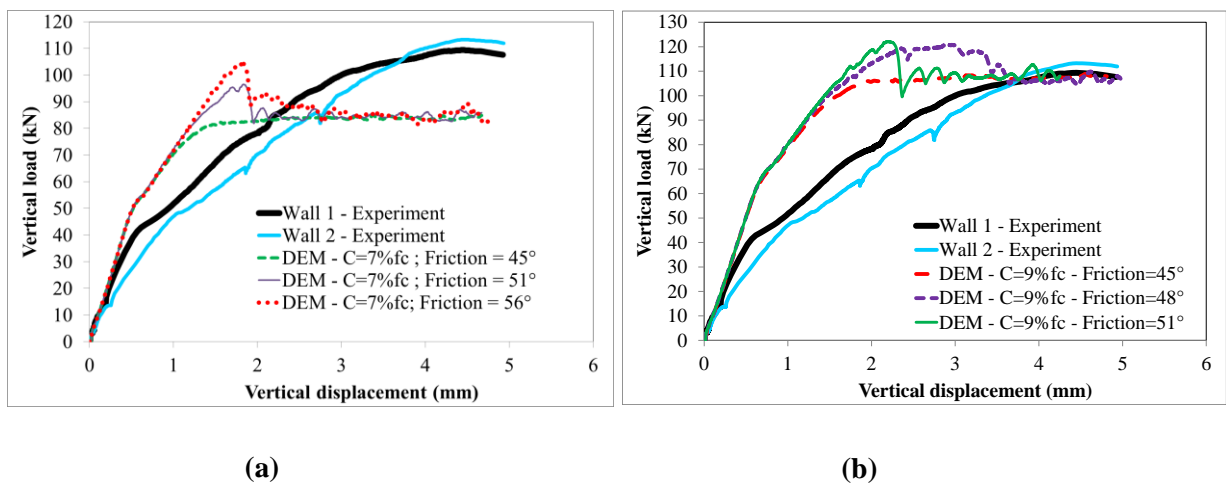 120
110
100
90
80
70
60
50
40
30
20
10
0
Vertical load (kN)
Wall 1 - Experiment
Wall 2 - Experiment
DEM - C=7%fc ; Friction = 45°
DEM - C=7%fc ; Friction = 51°
DEM - C=7%fc; Friction = 56°
0 1 2 3 4 5 6
Vertical displacement (mm)
(a)
130
120
110
100
90
80
70
60
50
40
30
20
10
0
Vertical load (kN)
Wall 1 - Experiment
Wall 2 - Experiment
DEM - C=9%fc - Friction=45°
DEM - C=9%fc - Friction=48°
DEM - C=9%fc - Friction=51°
0 1 2 3 4 5 6
Vertical displacement (mm)
(b)